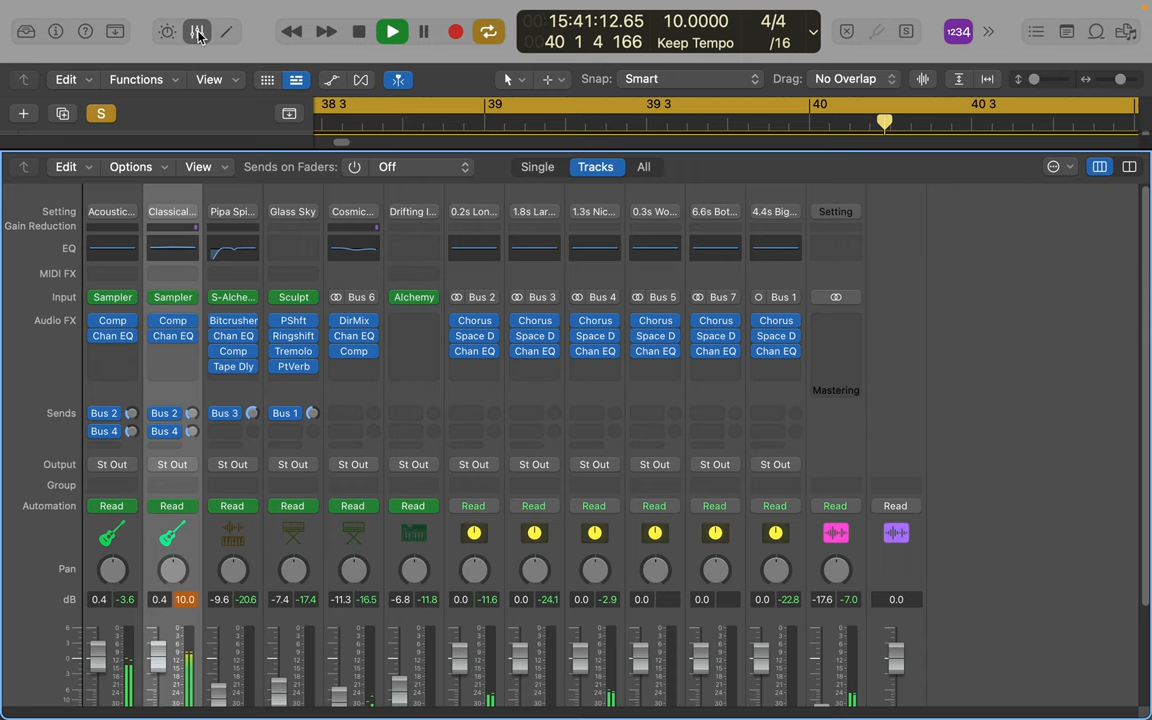 00:15:41:12.65 10.0000 4/4
00 40 1 4 166 Keep Tempo /16
1234
Edit Functions View Snap: Smart Drag: No Overlap
S 38 3 39 39 3 40 40 3
Edit Options View Sends on Faders: Off Single Tracks All
Setting Acoustic... Classical... Pipa Spi... Glass Sky Cosmic... Drifting I... 0.2s Lon... 1.8s Lar... 1.3s Nic... 0.3s Wo... 6.6s Bot... 4.4s Big... Setting
Gain Reduction
EQ
MIDI FX
Input Sampler Sampler S-Alche... Sculpt Bus 6 Alchemy Bus 2 Bus 3 Bus 4 Bus 5 Bus 7 Bus 1
Audio FX Comp Comp Bitcrusher PShft DirMix Chorus Chorus Chorus Chorus Chorus Chorus
Chan EQ Chan EQ Chan EQ Ringshift Chan EQ Space D Space D Space D Space D Space D Space D
Comp Tremolo Comp Chan EQ Chan EQ Chan EQ Chan EQ Chan EQ Chan EQ
Tape Dly PtVerb
Mastering
Sends Bus 2 Bus 2 Bus 3 Bus 1
Bus 4 Bus 4
Output St Out St Out St Out St Out St Out St Out St Out St Out St Out St Out St Out St Out
Group
Automation Read Read Read Read Read Read Read Read Read Read Read Read Read Read
Pan
dB 0.4 -3.6 0.4 10.0 -9.6 -20.6 -7.4 -17.4 -11.3 -16.5 -6.8 -11.8 0.0 -11.6 0.0 -24.1 0.0 -2.9 0.0 0.0 0.0 -22.8 -17.6 -7.0 0.0